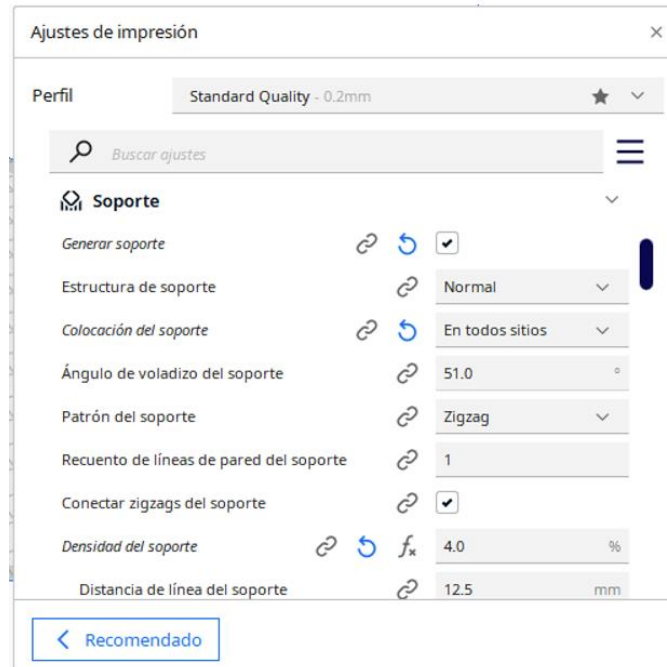 Ajustes de impresión
Perfil Standard Quality - 0.2mm
Buscar ajustes
Soporte
Generar soporte
Estructura de soporte Normal
Colocación del soporte En todos sitios
Ángulo de voladizo del soporte 51.0 °
Patrón del soporte Zigzag
Recuento de líneas de pared del soporte 1
Conectar zigzags del soporte
Densidad del soporte fx 4.0 %
Distancia de línea del soporte 12.5 mm
Recomendado